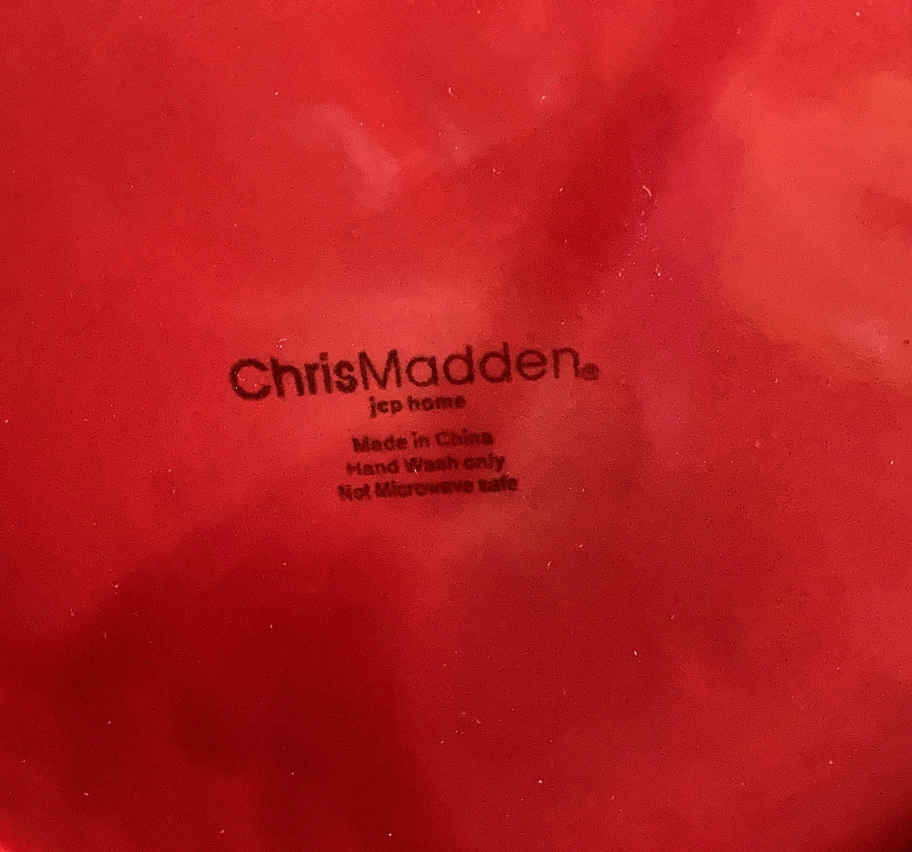 ChrisMadden®
jcp home
Made in China
Hand Wash only
Not Microwave safe